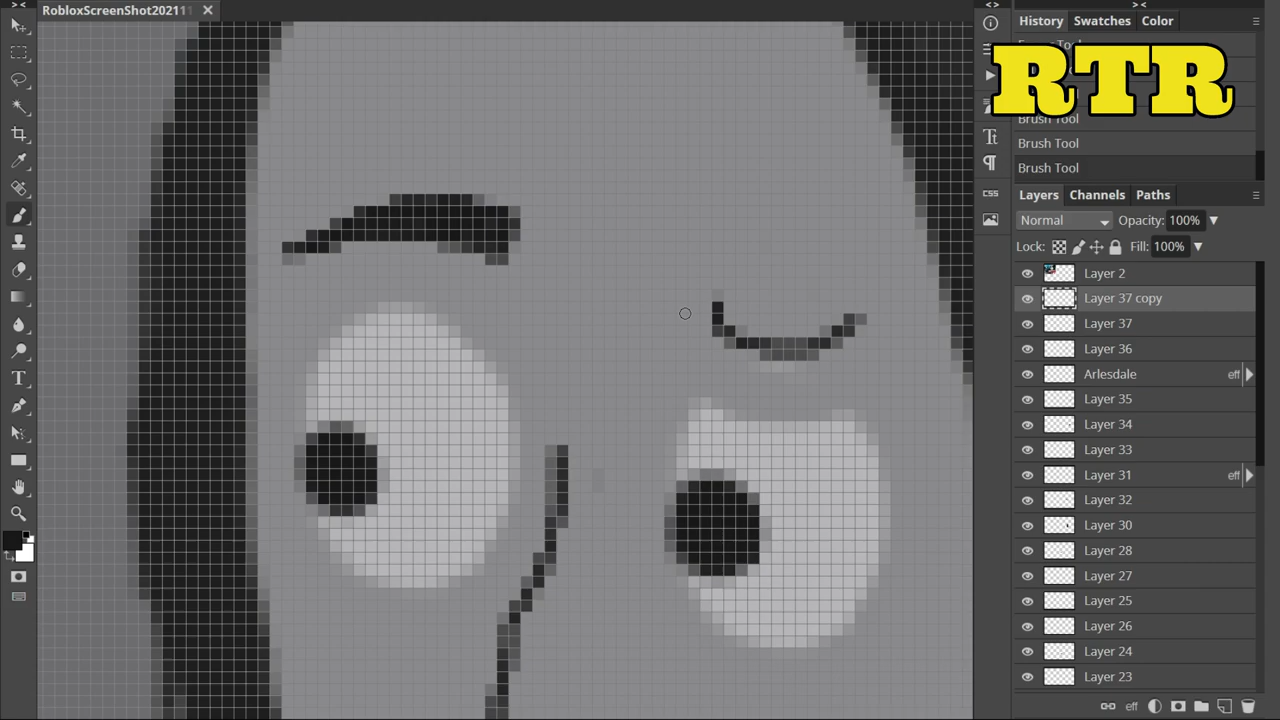 RobloxScreenShot20211
History Swatches Color
RTR
Brush Tool
Brush Tool
Brush Tool
Layers Channels Paths
Normal Opacity: 100%
Lock: Fill: 100%
Layer 2
Layer 37 copy
Layer 37
Layer 36
Arlesdale eff
Layer 35
Layer 34
Layer 33
Layer 31 eff
Layer 32
Layer 30
Layer 28
Layer 27
Layer 25
Layer 26
Layer 24
Layer 23
eff
CSS